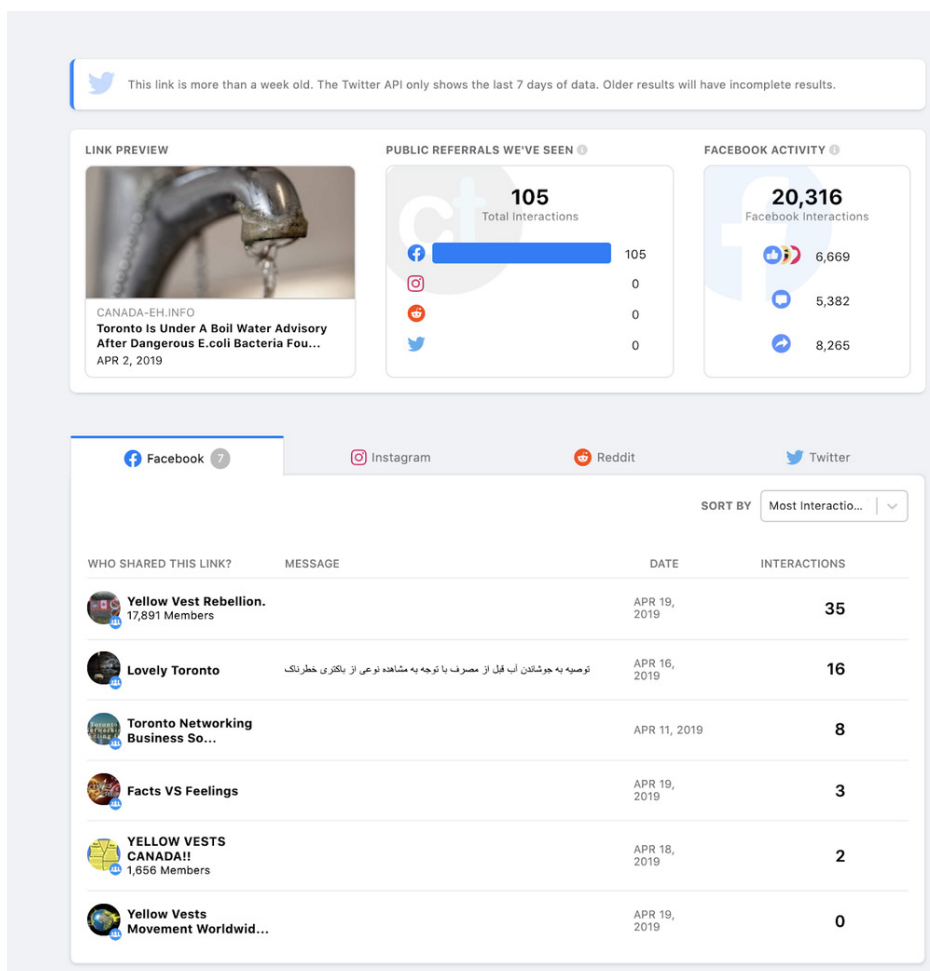 This link is more than a week old. The Twitter API only shows the last 7 days of data. Older results will have incomplete results.
LINK PREVIEW
CANADA-EH.INFO
Toronto Is Under A Boil Water Advisory
After Dangerous E.coli Bacteria Fou...
APR 2, 2019
PUBLIC REFERRALS WE'VE SEEN
ct
105
Total Interactions
105
0
0
0
FACEBOOK ACTIVITY
20,316
Facebook Interactions
6,669
5,382
8,265
Facebook 7
Instagram
Reddit
Twitter
SORT BY Most Interactio...
WHO SHARED THIS LINK? MESSAGE DATE INTERACTIONS
Yellow Vest Rebellion.
17,891 Members
APR 19,
2019
35
Lovely Toronto
توصیه به جوشاندن آب قبل از مصرف با توجه به مشاهده نوعی از باکتری خطرناک
APR 16,
2019
16
Toronto Networking
Business So...
APR 11, 2019
8
Facts VS Feelings
APR 19,
2019
3
YELLOW VESTS
CANADA!!
1,656 Members
APR 18,
2019
2
Yellow Vests
Movement Worldwid...
APR 19,
2019
0